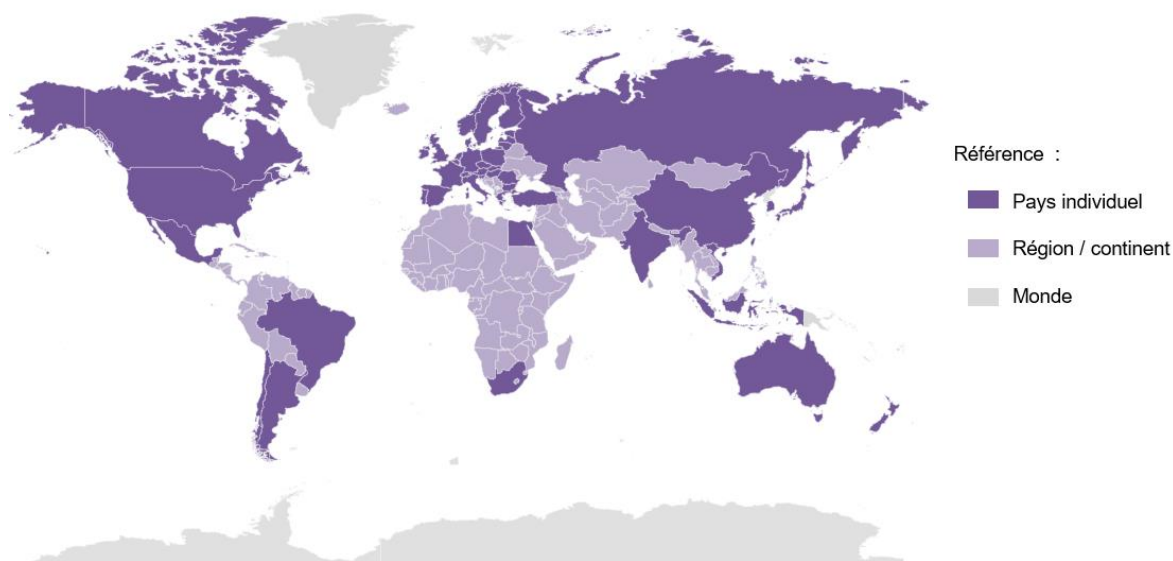 Référence :
Pays individuel
Région / continent
Monde